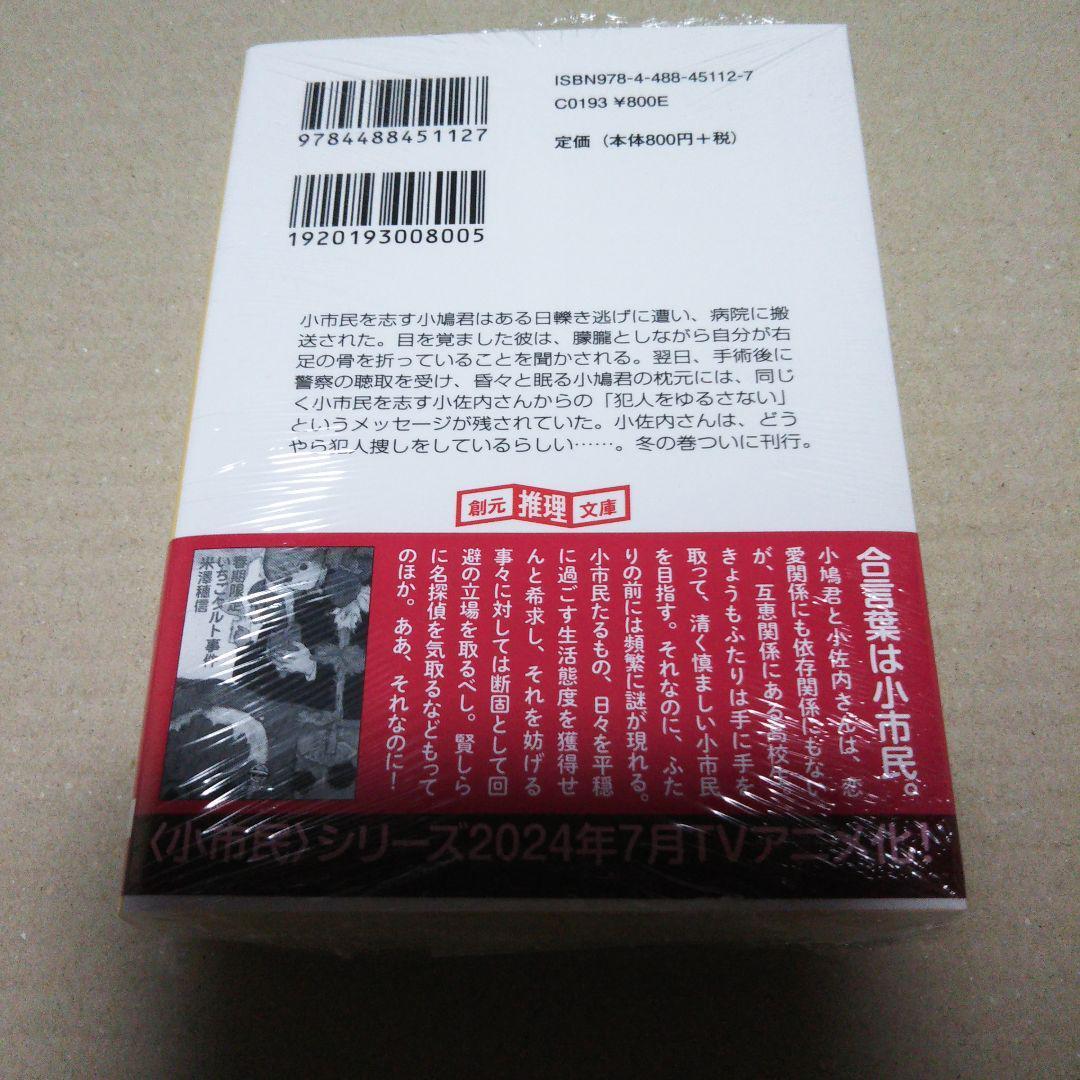 9784488451127
ISBN978-4-488-45112-7
C0193 ¥800E
定価（本体800円＋税）
1920193008005
小市民を志す小鳩君はある日轢き逃げに遭い、病院に搬
送された。目を覚ました彼は、朦朧としながら自分が右
足の骨を折っていることを聞かされる。翌日、手術後に
警察の聴取を受け、昏々と眠る小鳩君の枕元には、同じ
く小市民を志す小佐内さんからの「犯人をゆるさない」
というメッセージが残されていた。小佐内さんは、どう
やら犯人捜しをしているらしい……。冬の巻ついに刊行。
創元推理文庫
合言葉は小市民。
小鳩君と小佐内さんは、恋
愛関係にも依存関係にもない
が、互恵関係にある高校生。
きょうもふたりは手に手を
取って、清く慎ましい小市民
を目指す。それなのに、ふた
りの前には頻繁に謎が現れる。
小市民たるもの、日々を平穏
に過ごす生活態度を獲得せ
んと希求し、それを妨げる
事々に対しては断固として回
避の立場を取るべし。賢しら
に名探偵を気取るなどもって
のほか。ああ、それなのに！
春期限定
いちごタルト事件
米澤穂信
〈小市民〉シリーズ2024年7月TVアニメ化！